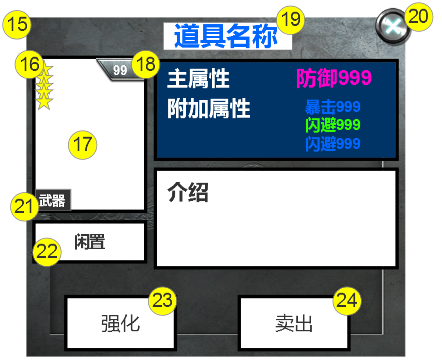 15
19
道具名称
20
16
99
18
主属性 防御999
附加属性 暴击999
闪避999
闪避999
17
21
武器
介绍
22
闲置
23
强化
24
卖出